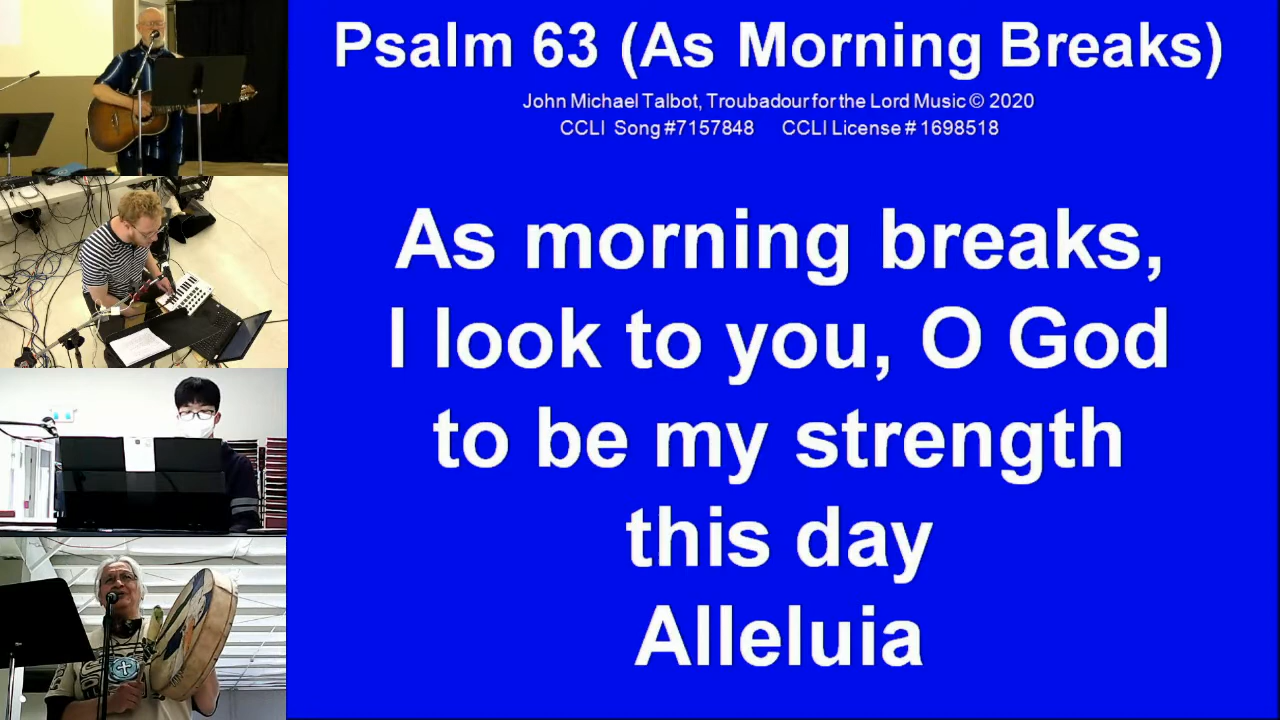 Psalm 63 (As Morning Breaks)
John Michael Talbot, Troubadour for the Lord Music © 2020
CCLI Song #7157848 CCLI License # 1698518
As morning breaks,
I look to you, O God
to be my strength
this day
Alleluia